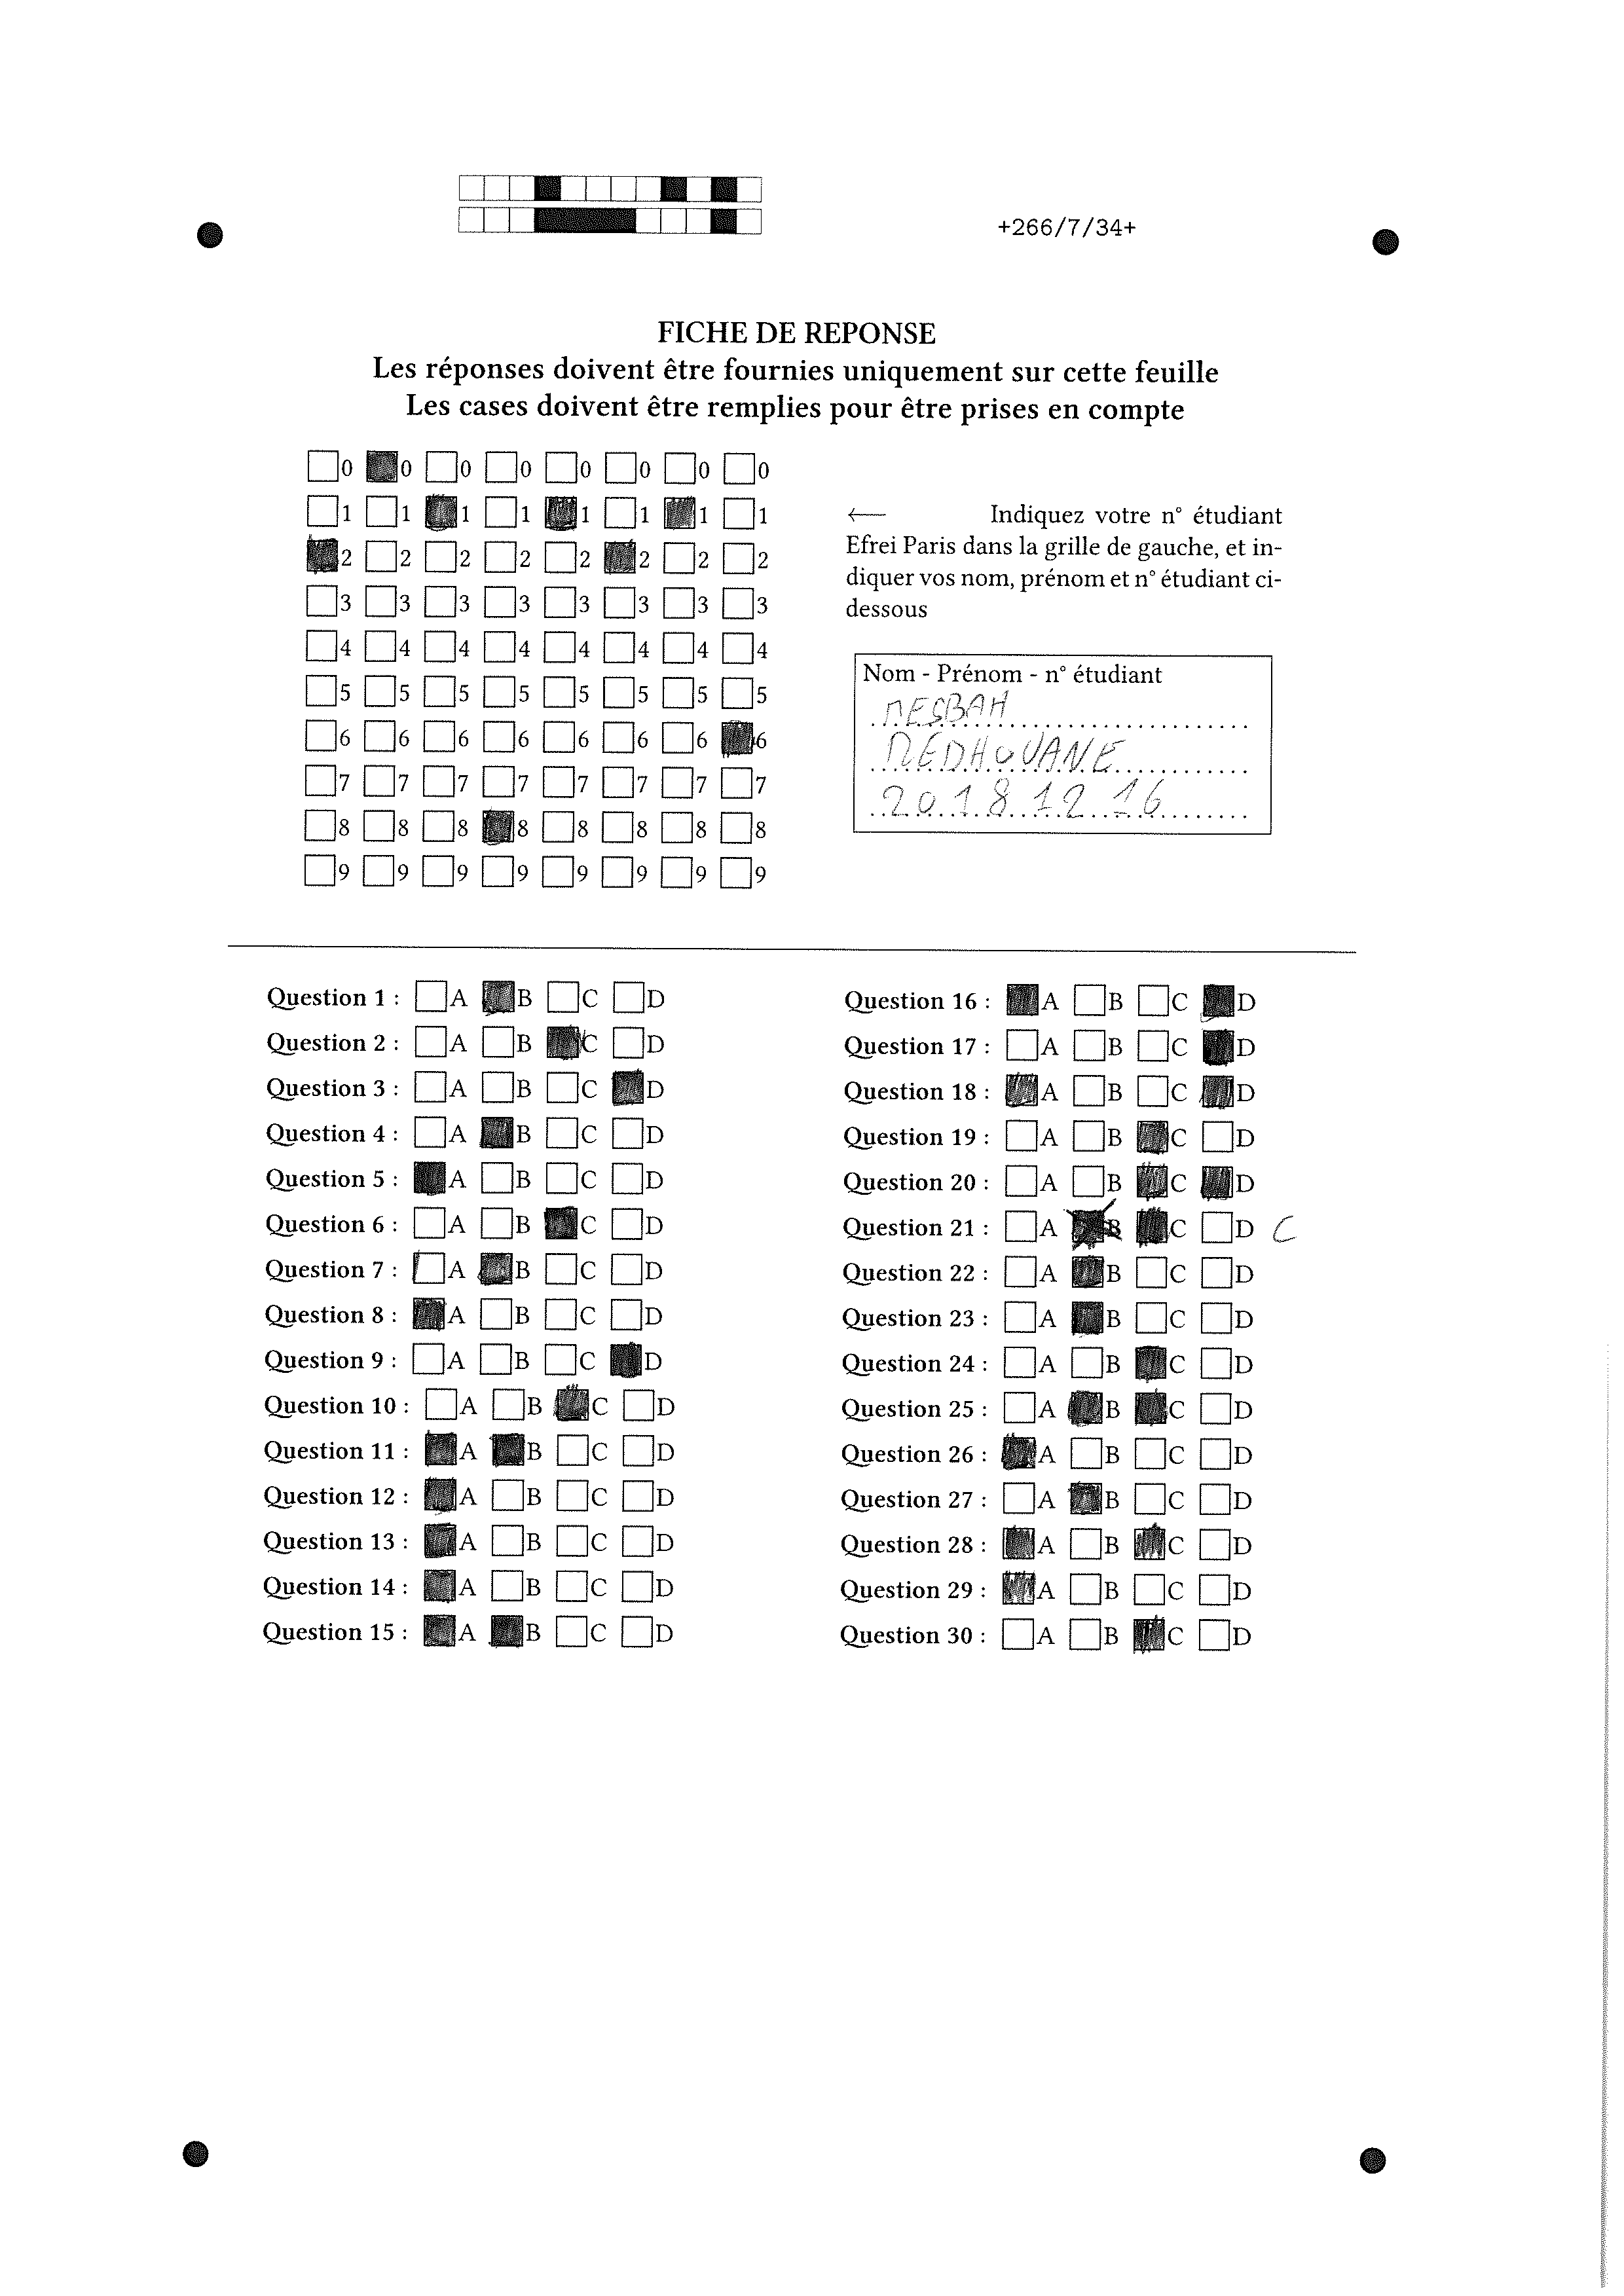 +266/7/34+
FICHE DE REPONSE
Les réponses doivent être fournies uniquement sur cette feuille
Les cases doivent être remplies pour être prises en compte
0 0 0 0 0 0 0 0
1 1 1 1 1 1 1 1
2 2 2 2 2 2 2 2
3 3 3 3 3 3 3 3
4 4 4 4 4 4 4 4
5 5 5 5 5 5 5 5
6 6 6 6 6 6 6 6
7 7 7 7 7 7 7 7
8 8 8 8 8 8 8 8
9 9 9 9 9 9 9 9
← Indiquez votre n° étudiant
Efrei Paris dans la grille de gauche, et in-
diquer vos nom, prénom et n° étudiant ci-
dessous
Nom - Prénom - n° étudiant
MESBAH
REDHOUANE
20181216
Question 1 : A B C D
Question 2 : A B C D
Question 3 : A B C D
Question 4 : A B C D
Question 5 : A B C D
Question 6 : A B C D
Question 7 : A B C D
Question 8 : A B C D
Question 9 : A B C D
Question 10 : A B C D
Question 11 : A B C D
Question 12 : A B C D
Question 13 : A B C D
Question 14 : A B C D
Question 15 : A B C D
Question 16 : A B C D
Question 17 : A B C D
Question 18 : A B C D
Question 19 : A B C D
Question 20 : A B C D
Question 21 : A B C D C
Question 22 : A B C D
Question 23 : A B C D
Question 24 : A B C D
Question 25 : A B C D
Question 26 : A B C D
Question 27 : A B C D
Question 28 : A B C D
Question 29 : A B C D
Question 30 : A B C D